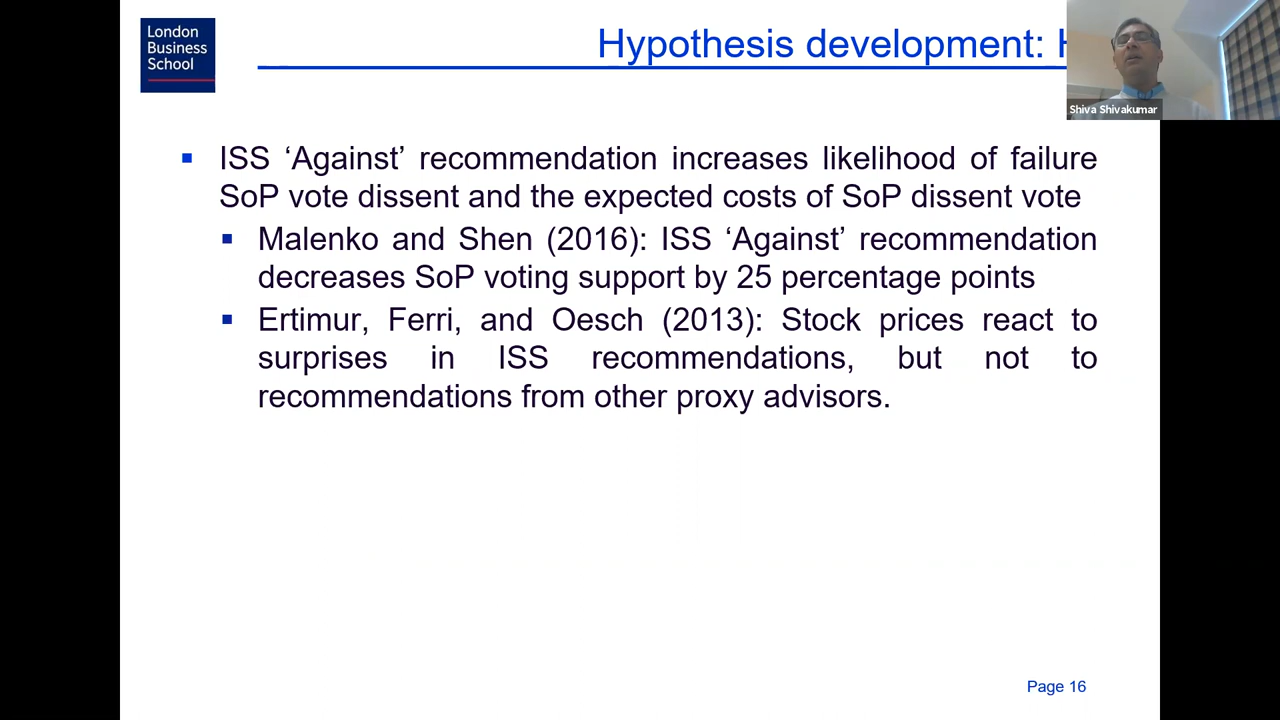 London
Business
School
Hypothesis development: H
Shiva Shivakumar
▪ ISS ‘Against’ recommendation increases likelihood of failure
SoP vote dissent and the expected costs of SoP dissent vote
▪ Malenko and Shen (2016): ISS ‘Against’ recommendation
decreases SoP voting support by 25 percentage points
▪ Ertimur, Ferri, and Oesch (2013): Stock prices react to
surprises in ISS recommendations, but not to
recommendations from other proxy advisors.
Page 16